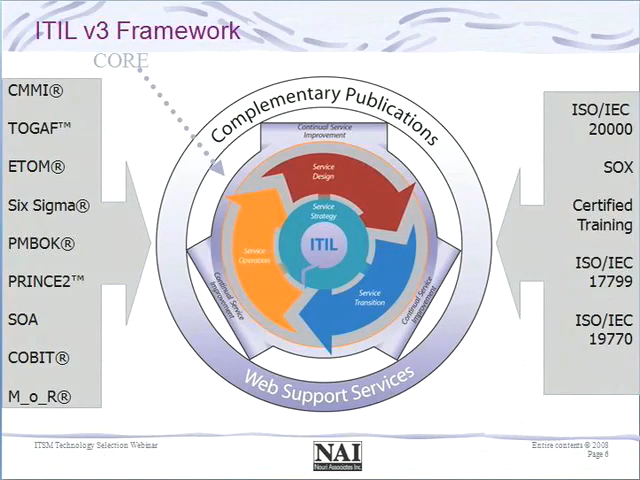 ITIL v3 Framework
CORE
CMMI®
TOGAF™
ETOM®
Six Sigma®
PMBOK®
PRINCE2™
SOA
COBIT®
M_o_R®
Complementary Publications
Continual Service
Improvement
Service
Design
Service
Strategy
ITIL
Service
Operation
Service
Transition
Continual Service
Improvement
Continual Service
Improvement
Web Support Services
ISO/IEC
20000
SOX
Certified
Training
ISO/IEC
17799
ISO/IEC
19770
ITSM Technology Selection Webinar
NAI
Nouri Associates Inc.
Entire contents © 2008
Page 6